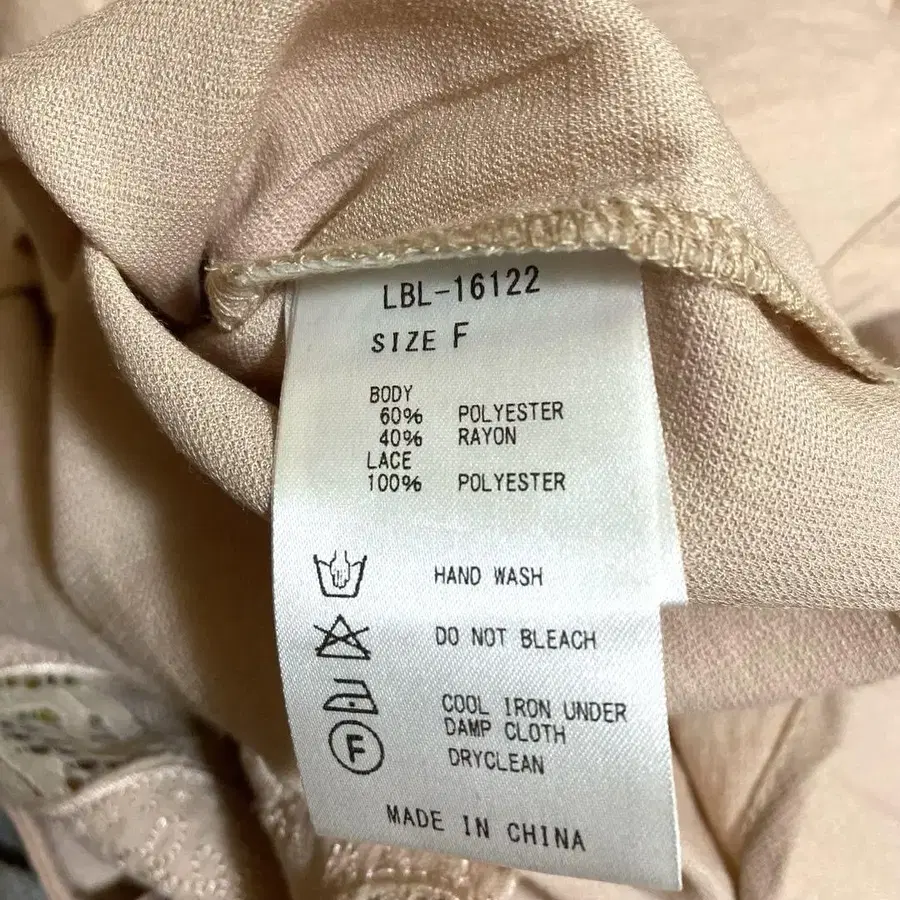 LBL-16122
SIZE F
BODY
60% POLYESTER
40% RAYON
LACE
100% POLYESTER
HAND WASH
DO NOT BLEACH
COOL IRON UNDER
DAMP CLOTH
F DRYCLEAN
MADE IN CHINA